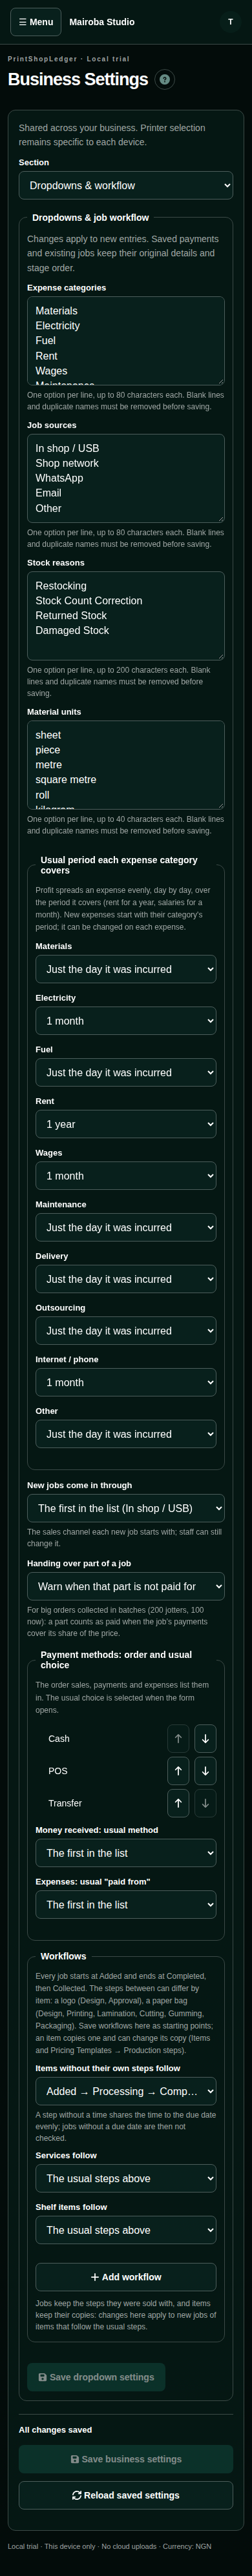 ☰ Menu
Mairoba Studio
T
PrintShopLedger · Local trial
Business Settings
?
Shared across your business. Printer selection
remains specific to each device.
Section
Dropdowns & workflow
Dropdowns & job workflow
Changes apply to new entries. Saved payments
and existing jobs keep their original details and
stage order.
Expense categories
Materials
Electricity
Fuel
Rent
Wages
Maintenance
One option per line, up to 80 characters each. Blank lines
and duplicate names must be removed before saving.
Job sources
In shop / USB
Shop network
WhatsApp
Email
Other
One option per line, up to 80 characters each. Blank lines
and duplicate names must be removed before saving.
Stock reasons
Restocking
Stock Count Correction
Returned Stock
Damaged Stock
One option per line, up to 200 characters each. Blank
lines and duplicate names must be removed before
saving.
Material units
sheet
piece
metre
square metre
roll
kilogram
One option per line, up to 40 characters each. Blank lines
and duplicate names must be removed before saving.
Usual period each expense category
covers
Profit spreads an expense evenly, day by day, over
the period it covers (rent for a year, salaries for a
month). New expenses start with their category's
period; it can be changed on each expense.
Materials
Just the day it was incurred
Electricity
1 month
Fuel
Just the day it was incurred
Rent
1 year
Wages
1 month
Maintenance
Just the day it was incurred
Delivery
Just the day it was incurred
Outsourcing
Just the day it was incurred
Internet / phone
1 month
Other
Just the day it was incurred
New jobs come in through
The first in the list (In shop / USB)
The sales channel each new job starts with; staff can still
change it.
Handing over part of a job
Warn when that part is not paid for
For big orders collected in batches (200 jotters, 100
now): a part counts as paid when the job's payments
cover its share of the price.
Payment methods: order and usual
choice
The order sales, payments and expenses list them
in. The usual choice is selected when the form
opens.
Cash ↑ ↓
POS ↑ ↓
Transfer ↑ ↓
Money received: usual method
The first in the list
Expenses: usual "paid from"
The first in the list
Workflows
Every job starts at Added and ends at Completed,
then Collected. The steps between can differ by
item: a logo (Design, Approval), a paper bag
(Design, Printing, Lamination, Cutting, Gumming,
Packaging). Save workflows here as starting points;
an item copies one and can change its copy (Items
and Pricing Templates → Production steps).
Items without their own steps follow
Added → Processing → Comp…
A step without a time shares the time to the due date
evenly; jobs without a due date are then not
checked.
Services follow
The usual steps above
Shelf items follow
The usual steps above
+ Add workflow
Jobs keep the steps they were sold with, and items
keep their copies: changes here apply to new jobs of
items that follow the usual steps.
Save dropdown settings
All changes saved
Save business settings
Reload saved settings
Local trial · This device only · No cloud uploads · Currency: NGN